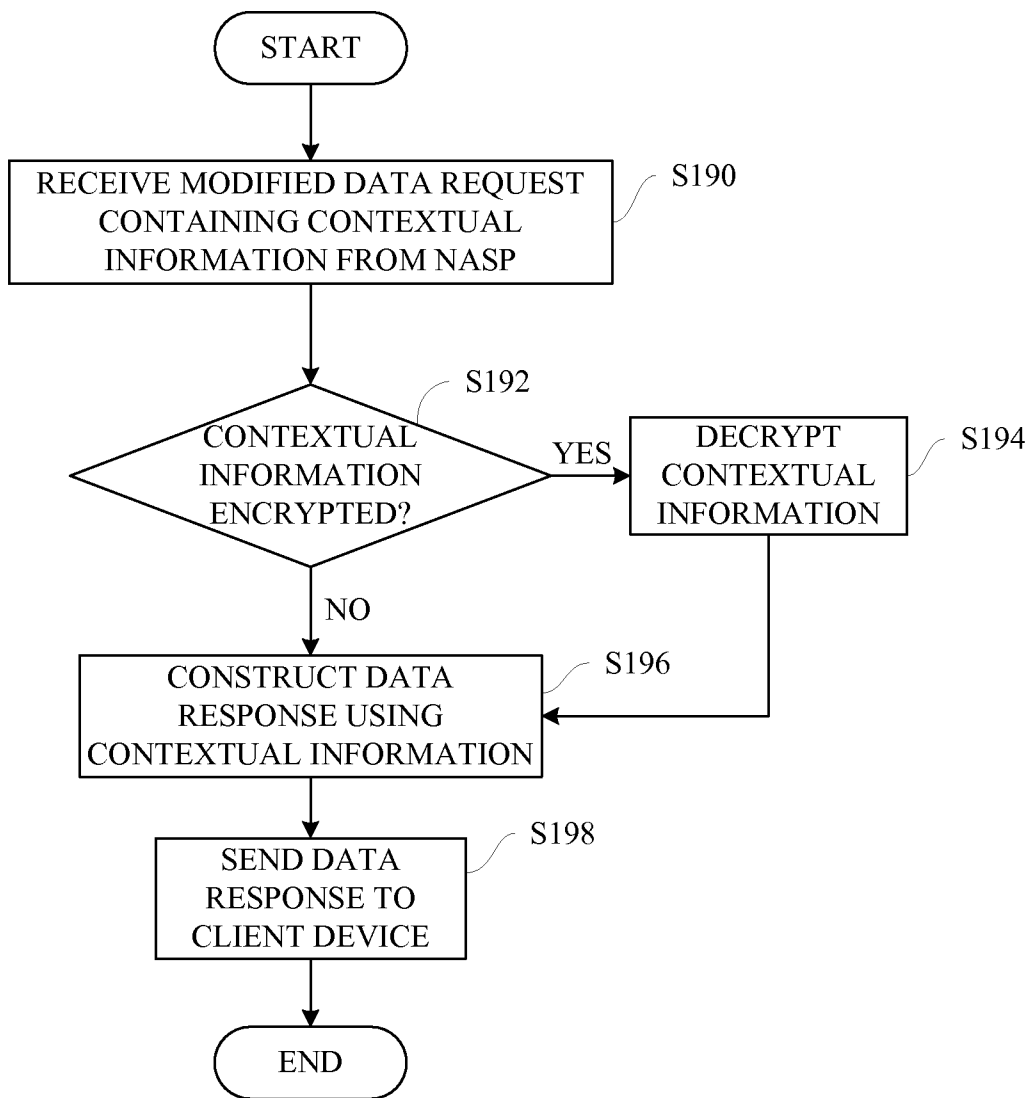 START
RECEIVE MODIFIED DATA REQUEST
CONTAINING CONTEXTUAL
INFORMATION FROM NASP
S190
S192
CONTEXTUAL
INFORMATION
ENCRYPTED?
YES
DECRYPT
CONTEXTUAL
INFORMATION
S194
NO
CONSTRUCT DATA
RESPONSE USING
CONTEXTUAL INFORMATION
S196
SEND DATA
RESPONSE TO
CLIENT DEVICE
S198
END